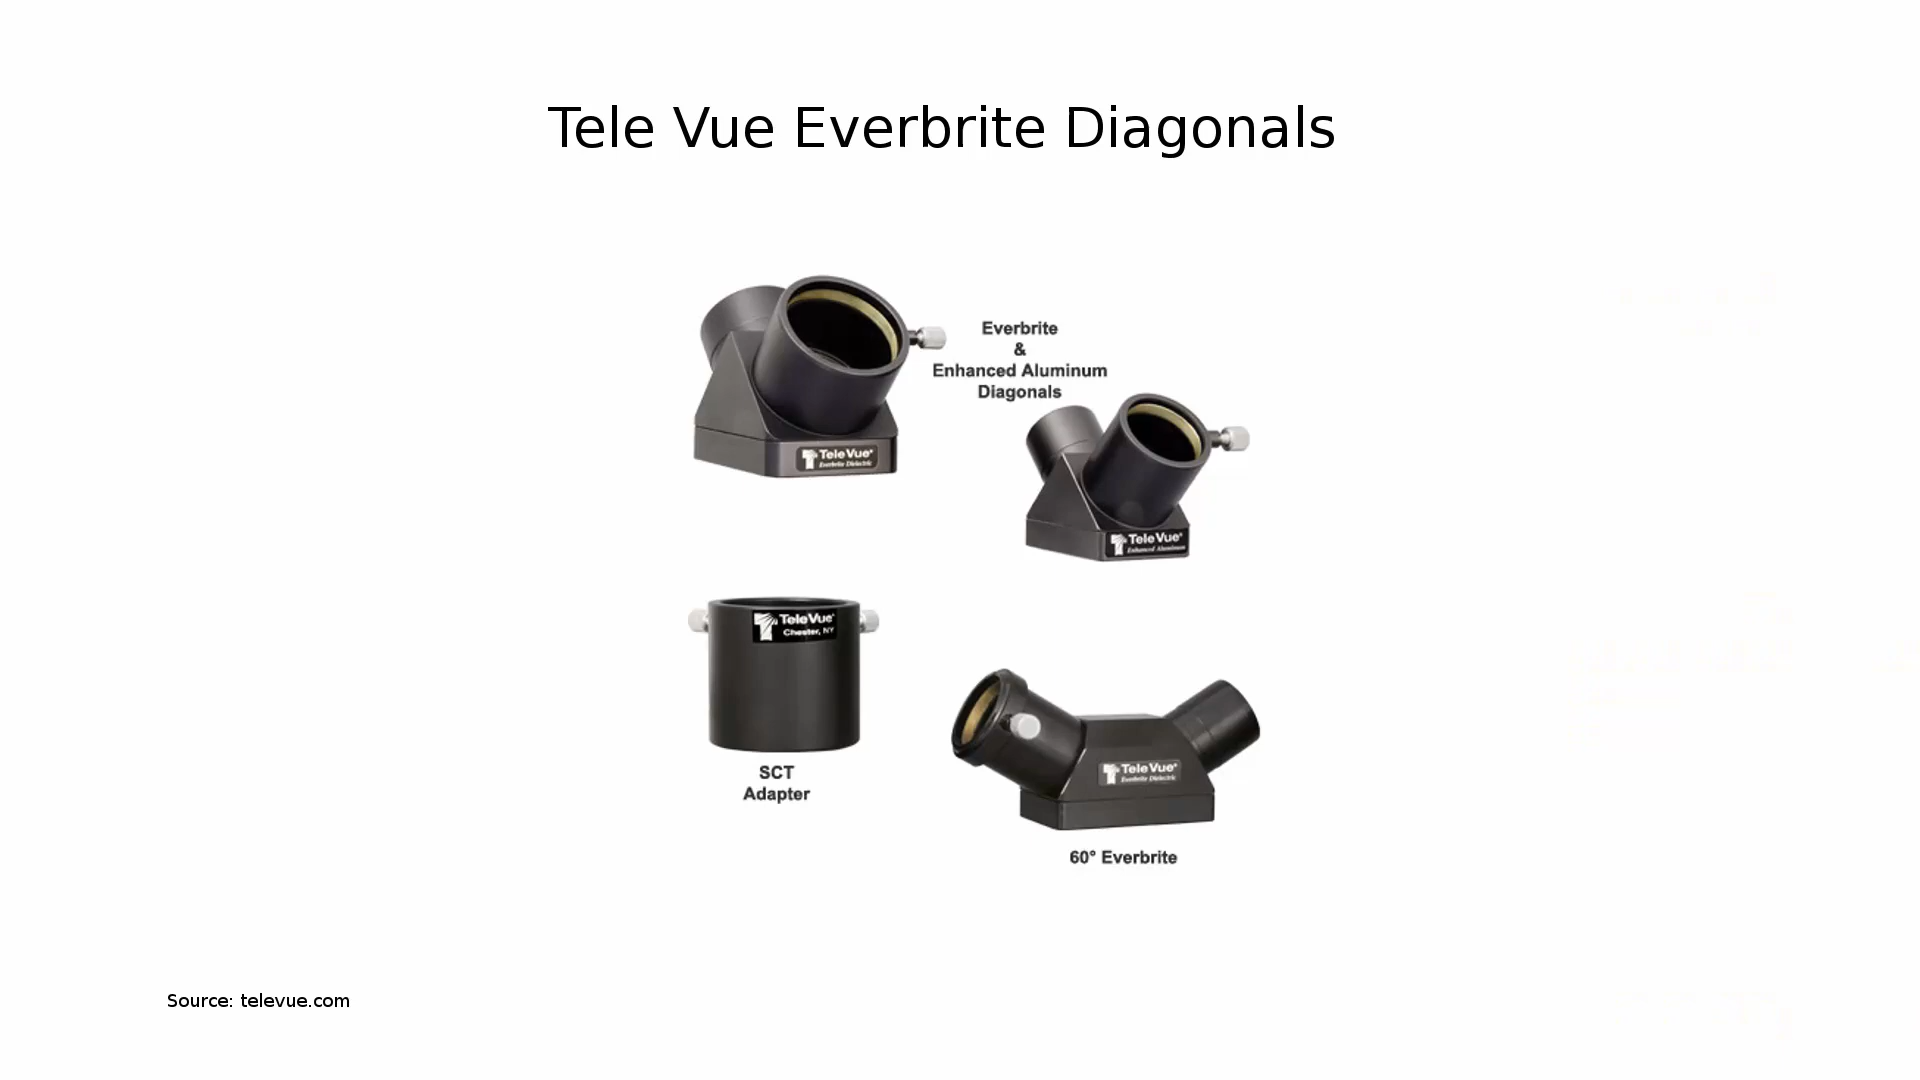 Tele Vue Everbrite Diagonals
Everbrite
&
Enhanced Aluminum
Diagonals
TeleVue®
Everbrite Dielectric
TeleVue®
Enhanced Aluminum
TeleVue®
Chester, NY
SCT
Adapter
TeleVue®
Everbrite Dielectric
60° Everbrite
Source: televue.com